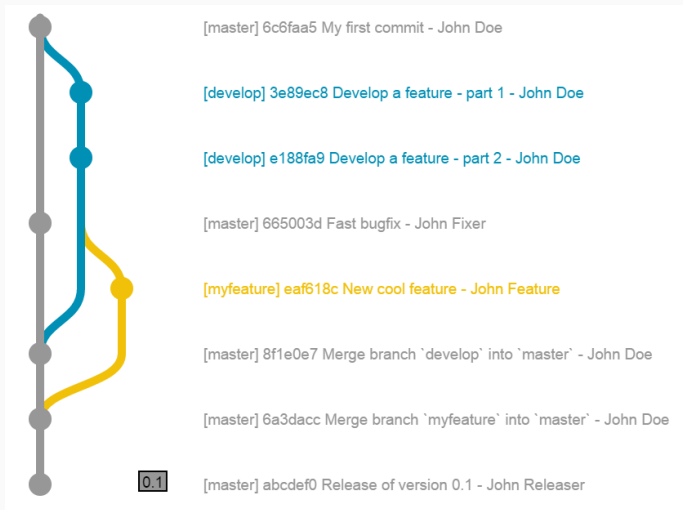 [master] 6c6faa5 My first commit - John Doe
[develop] 3e89ec8 Develop a feature - part 1 - John Doe
[develop] e188fa9 Develop a feature - part 2 - John Doe
[master] 665003d Fast bugfix - John Fixer
[myfeature] eaf618c New cool feature - John Feature
[master] 8f1e0e7 Merge branch `develop` into `master` - John Doe
[master] 6a3dacc Merge branch `myfeature` into `master` - John Doe
0.1 [master] abcdef0 Release of version 0.1 - John Releaser